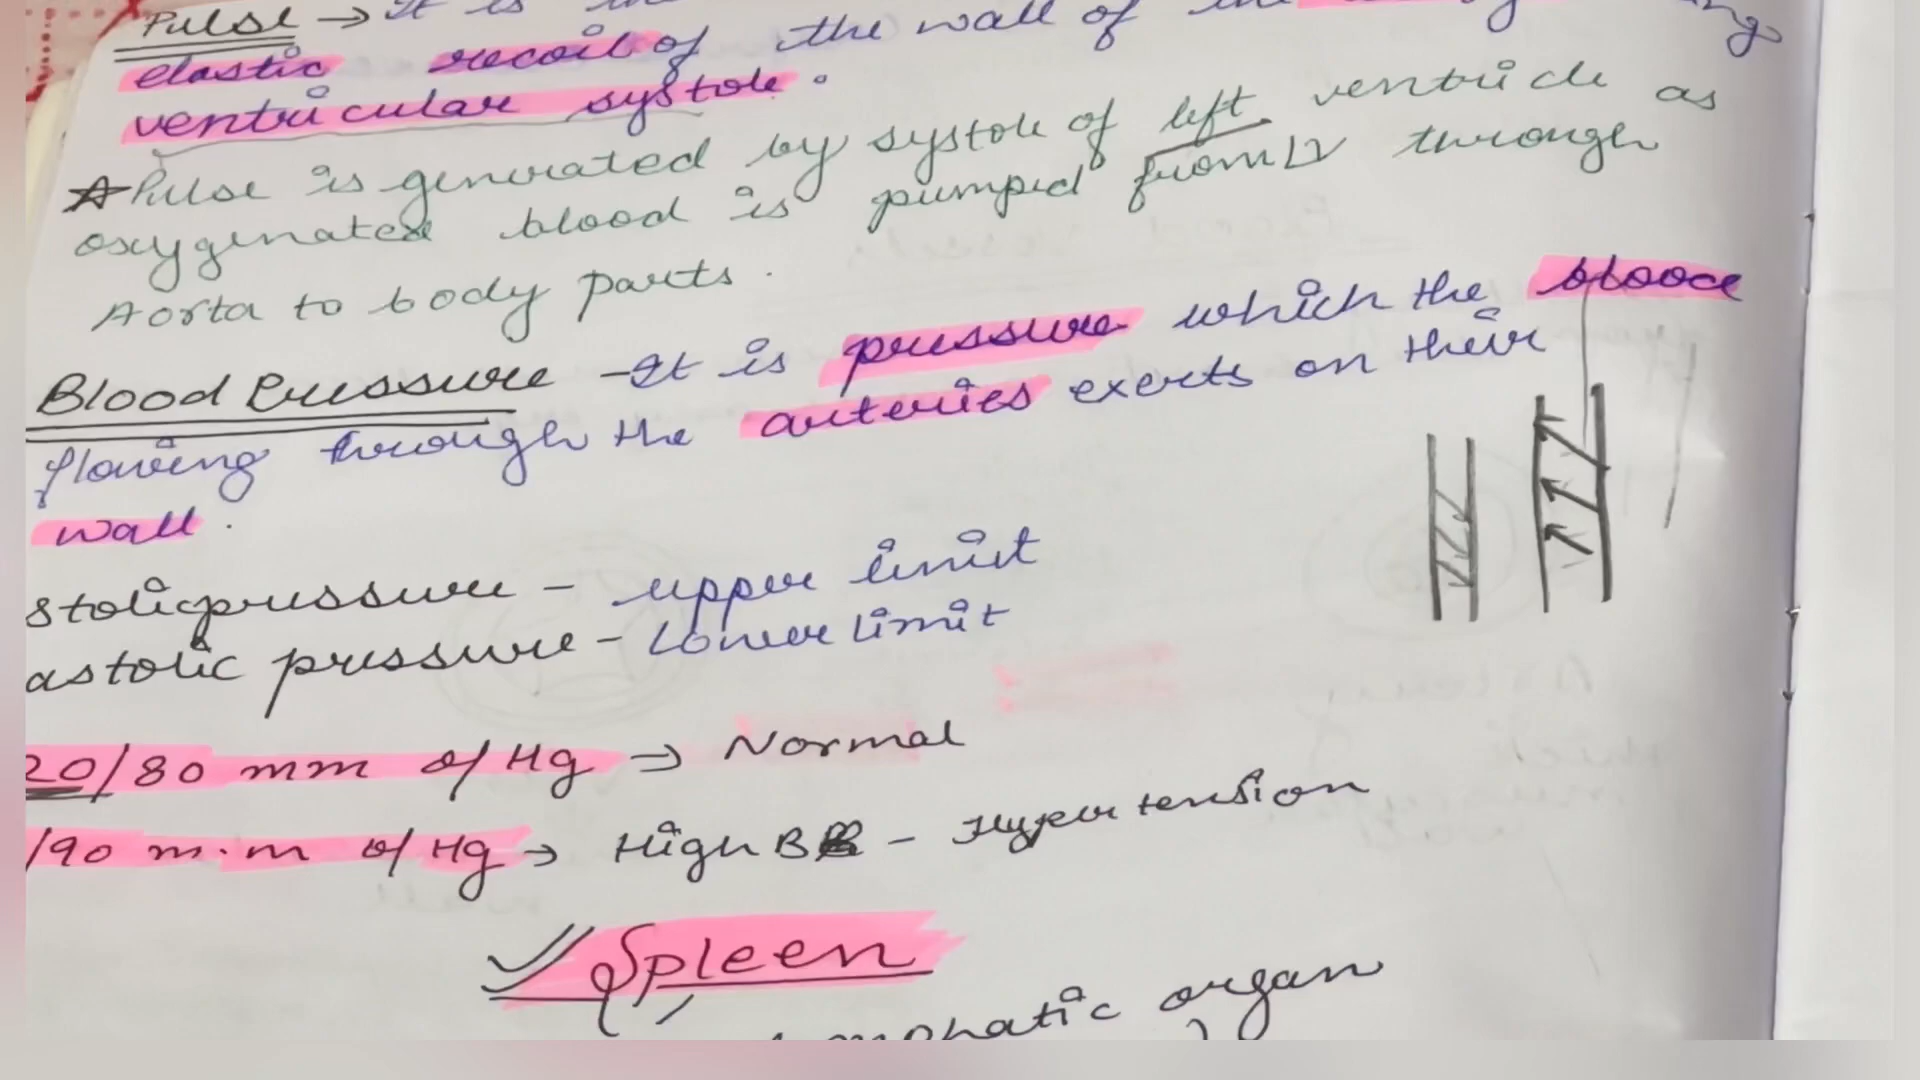 Pulse → It is
elastic recoil of the wall of
ventricular systole.
Pulse is generated by systole of left ventricle as
oxygenated blood is pumped from LV through
Aorta to body parts.
Blood Pressure - It is pressure which the blood
flowing through the arteries exerts on their
wall.
stolic pressure - upper limit
astolic pressure - Lower limit
20/80 mm of Hg → Normal
/90 m.m of Hg → High BP - Hypertension
Spleen
organ